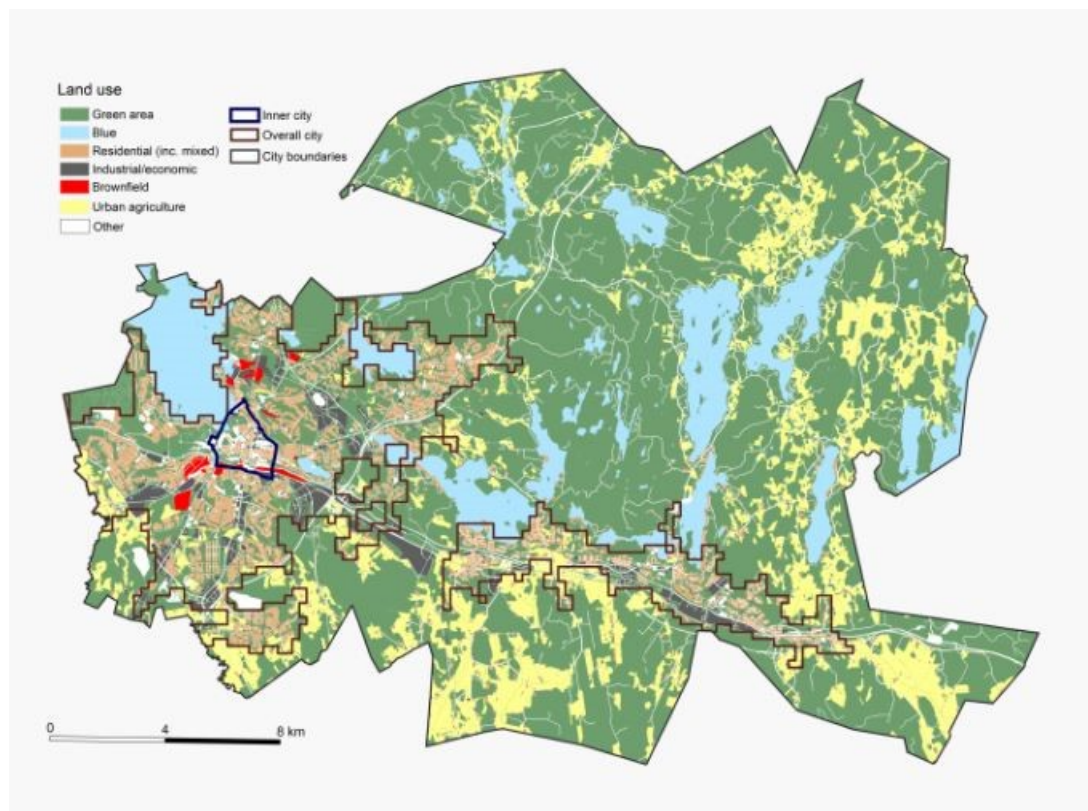 Land use
Green area
Blue
Residential (inc. mixed)
Industrial/economic
Brownfield
Urban agriculture
Other
Inner city
Overall city
City boundaries
0 4 8 km